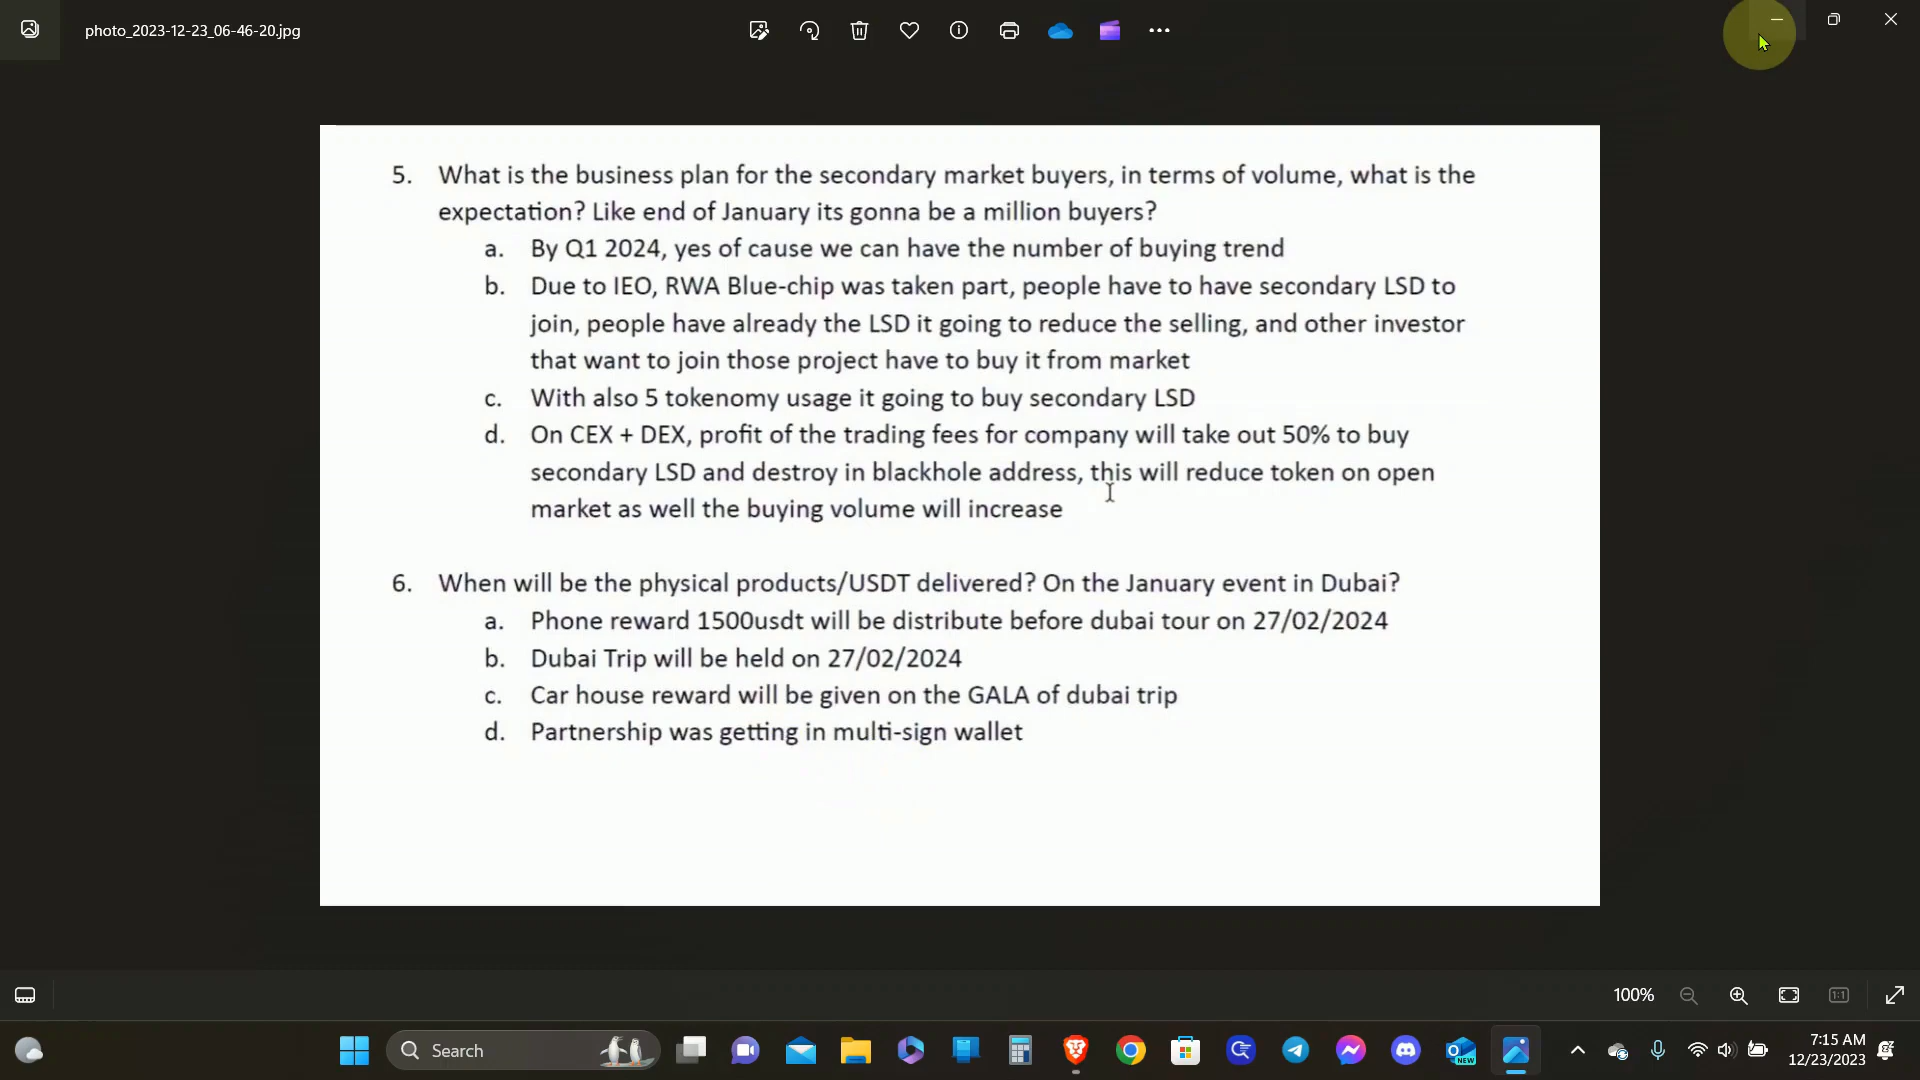 photo_2023-12-23_06-46-20.jpg
5. What is the business plan for the secondary market buyers, in terms of volume, what is the
expectation? Like end of January its gonna be a million buyers?
a. By Q1 2024, yes of cause we can have the number of buying trend
b. Due to IEO, RWA Blue-chip was taken part, people have to have secondary LSD to
join, people have already the LSD it going to reduce the selling, and other investor
that want to join those project have to buy it from market
c. With also 5 tokenomy usage it going to buy secondary LSD
d. On CEX + DEX, profit of the trading fees for company will take out 50% to buy
secondary LSD and destroy in blackhole address, this will reduce token on open
market as well the buying volume will increase
6. When will be the physical products/USDT delivered? On the January event in Dubai?
a. Phone reward 1500usdt will be distribute before dubai tour on 27/02/2024
b. Dubai Trip will be held on 27/02/2024
c. Car house reward will be given on the GALA of dubai trip
d. Partnership was getting in multi-sign wallet
100%
1:1
Search
NEW
7:15 AM
12/23/2023